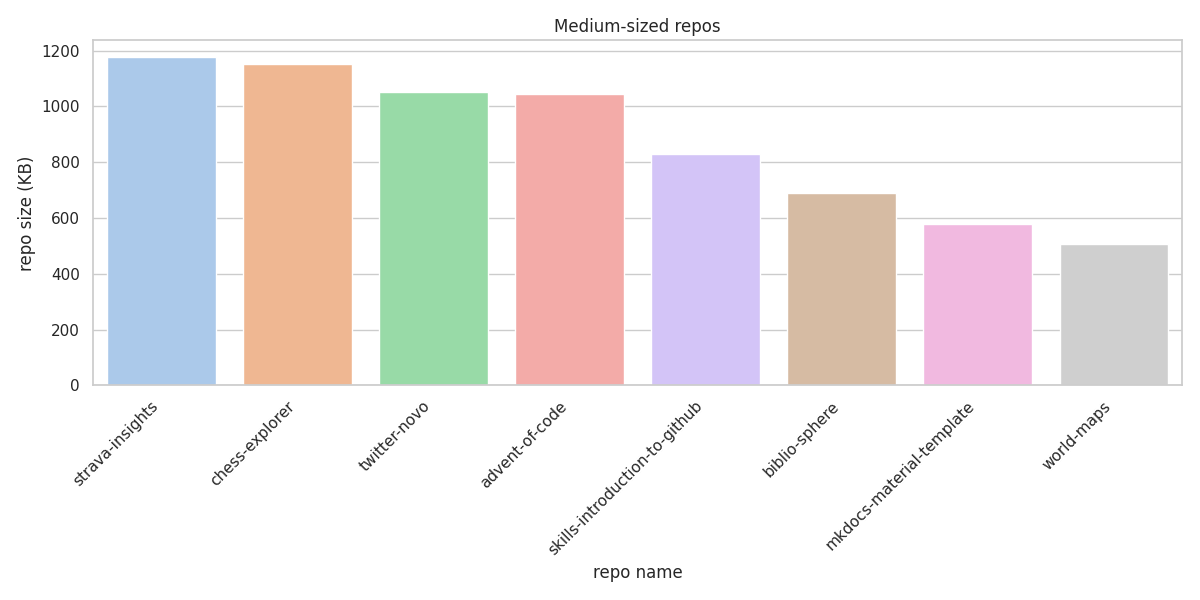 Medium-sized repos
repo size (KB)
1200
1000
800
600
400
200
0
strava-insights
chess-explorer
twitter-novo
advent-of-code
skills-introduction-to-github
biblio-sphere
mkdocs-material-template
world-maps
repo name